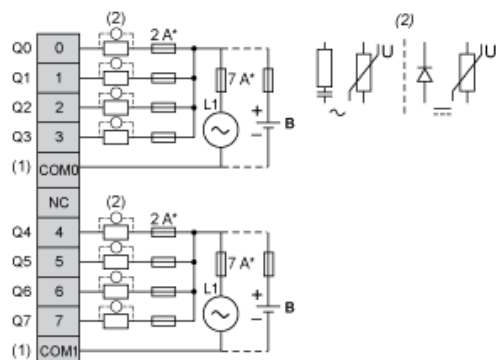 (2) (2)
Q0 0 2 A*
Q1 1 7 A*
Q2 2 L1 +
Q3 3 ~ − B
(1) COM0
NC (2)
Q4 4 2 A*
Q5 5 7 A*
Q6 6 L1 +
Q7 7 ~ − B
(1) COM1
U U
~